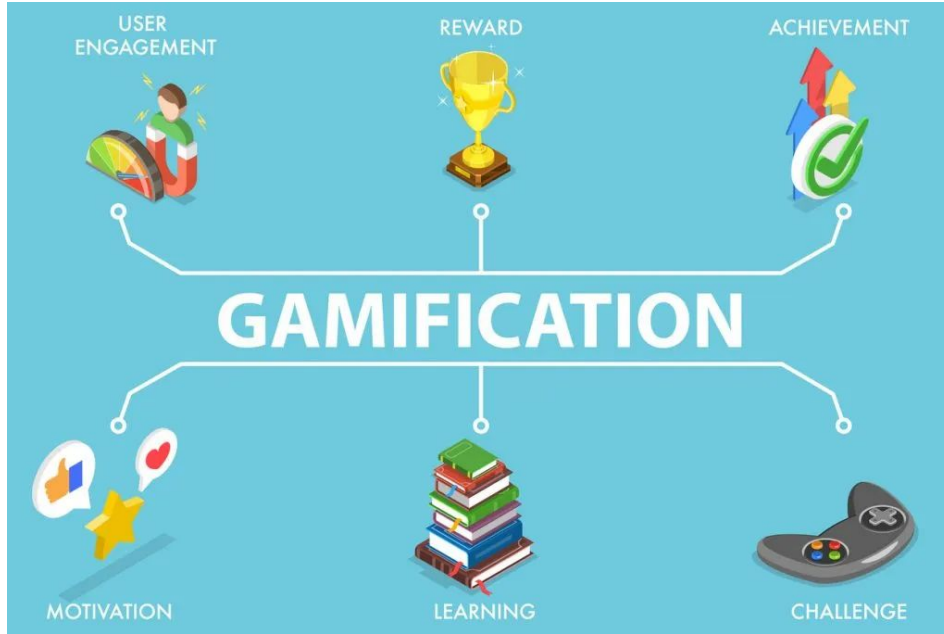 USER
ENGAGEMENT
REWARD
ACHIEVEMENT
GAMIFICATION
MOTIVATION
LEARNING
CHALLENGE